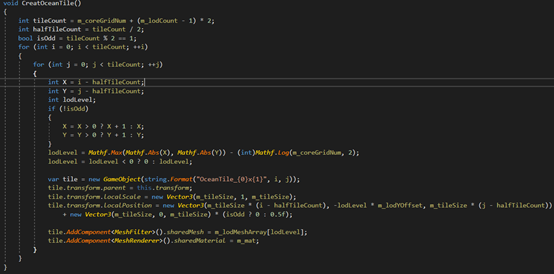 void CreatOceanTile()
{
int tileCount = m_coreGridNum + (m_lodCount - 1) * 2;
int halfTileCount = tileCount / 2;
bool isOdd = tileCount % 2 == 1;
for (int i = 0; i < tileCount; ++i)
{
for (int j = 0; j < tileCount; ++j)
{
int X = i - halfTileCount;
int Y = j - halfTileCount;
int lodLevel;
if (!isOdd)
{
X = X > 0 ? X + 1 : X;
Y = Y > 0 ? Y + 1 : Y;
}
lodLevel = Mathf.Max(Mathf.Abs(X), Mathf.Abs(Y)) - (int)Mathf.Log(m_coreGridNum, 2);
lodLevel = lodLevel < 0 ? 0 : lodLevel;
var tile = new GameObject(string.Format("OceanTile_{0}x{1}", i, j));
tile.transform.parent = this.transform;
tile.transform.localScale = new Vector3(m_tileSize, 1, m_tileSize);
tile.transform.localPosition = new Vector3(m_tileSize * (i - halfTileCount), -lodLevel * m_lodYOffset, m_tileSize * (j - halfTileCount))
+ new Vector3(m_tileSize, 0, m_tileSize) * (isOdd ? 0 : 0.5f);
tile.AddComponent<MeshFilter>().sharedMesh = m_lodMeshArray[lodLevel];
tile.AddComponent<MeshRenderer>().sharedMaterial = m_mat;
}
}
}